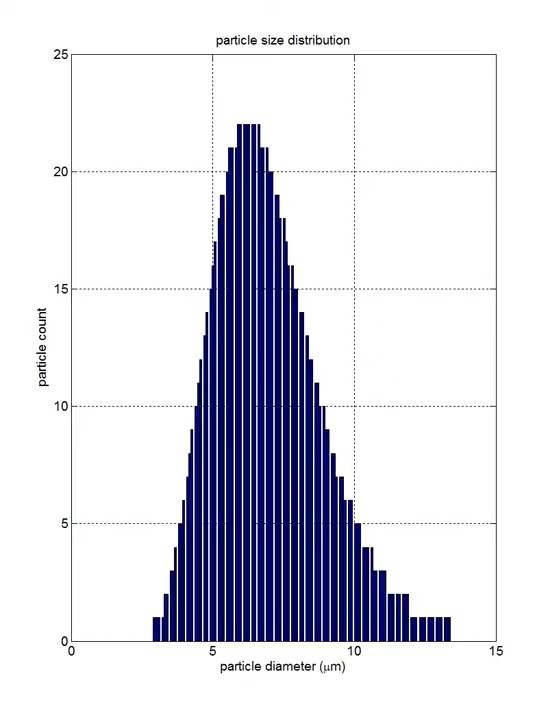 particle size distribution
25
20
15
10
5
0
particle count
0 5 10 15
particle diameter (μm)